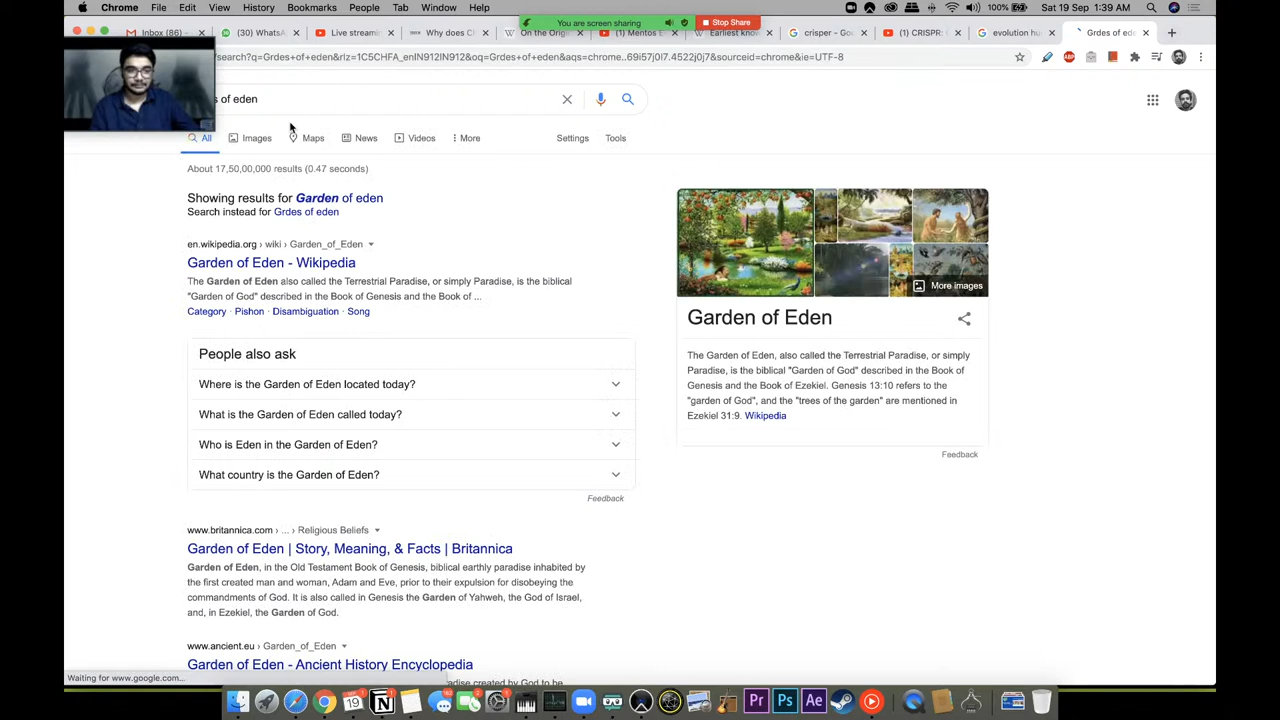 Chrome File Edit View History Bookmarks People Tab Window Help
You are screen sharing
Stop Share
100%
Sat 19 Sep 1:39 AM
Inbox (86)
(30) WhatsA
Live streami
Why does C
On the Origi
(1) Mentos E
Earliest know
crisper - Goo
(1) CRISPR: C
evolution hu
Grdes of ede
search?q=Grdes+of+eden&rlz=1C5CHFA_enIN912IN912&oq=Grdes+of+eden&aqs=chrome..69i57j0l7.4522j0j7&sourceid=chrome&ie=UTF-8
s of eden
All Images Maps News Videos More Settings Tools
About 17,50,00,000 results (0.47 seconds)
Showing results for Garden of eden
Search instead for Grdes of eden
en.wikipedia.org › wiki › Garden_of_Eden
Garden of Eden - Wikipedia
The Garden of Eden also called the Terrestrial Paradise, or simply Paradise, is the biblical
"Garden of God" described in the Book of Genesis and the Book of ...
Category · Pishon · Disambiguation · Song
People also ask
Where is the Garden of Eden located today?
What is the Garden of Eden called today?
Who is Eden in the Garden of Eden?
What country is the Garden of Eden?
Feedback
www.britannica.com › ... › Religious Beliefs
Garden of Eden | Story, Meaning, & Facts | Britannica
Garden of Eden, in the Old Testament Book of Genesis, biblical earthly paradise inhabited by
the first created man and woman, Adam and Eve, prior to their expulsion for disobeying the
commandments of God. It is also called in Genesis the Garden of Yahweh, the God of Israel,
and, in Ezekiel, the Garden of God.
www.ancient.eu › Garden_of_Eden
Garden of Eden - Ancient History Encyclopedia
radise created by God to be
More images
Garden of Eden
The Garden of Eden, also called the Terrestrial Paradise, or simply
Paradise, is the biblical "Garden of God" described in the Book of
Genesis and the Book of Ezekiel. Genesis 13:10 refers to the
"garden of God", and the "trees of the garden" are mentioned in
Ezekiel 31:9. Wikipedia
Feedback
Waiting for www.google.com...
19
Pr Ps Ae